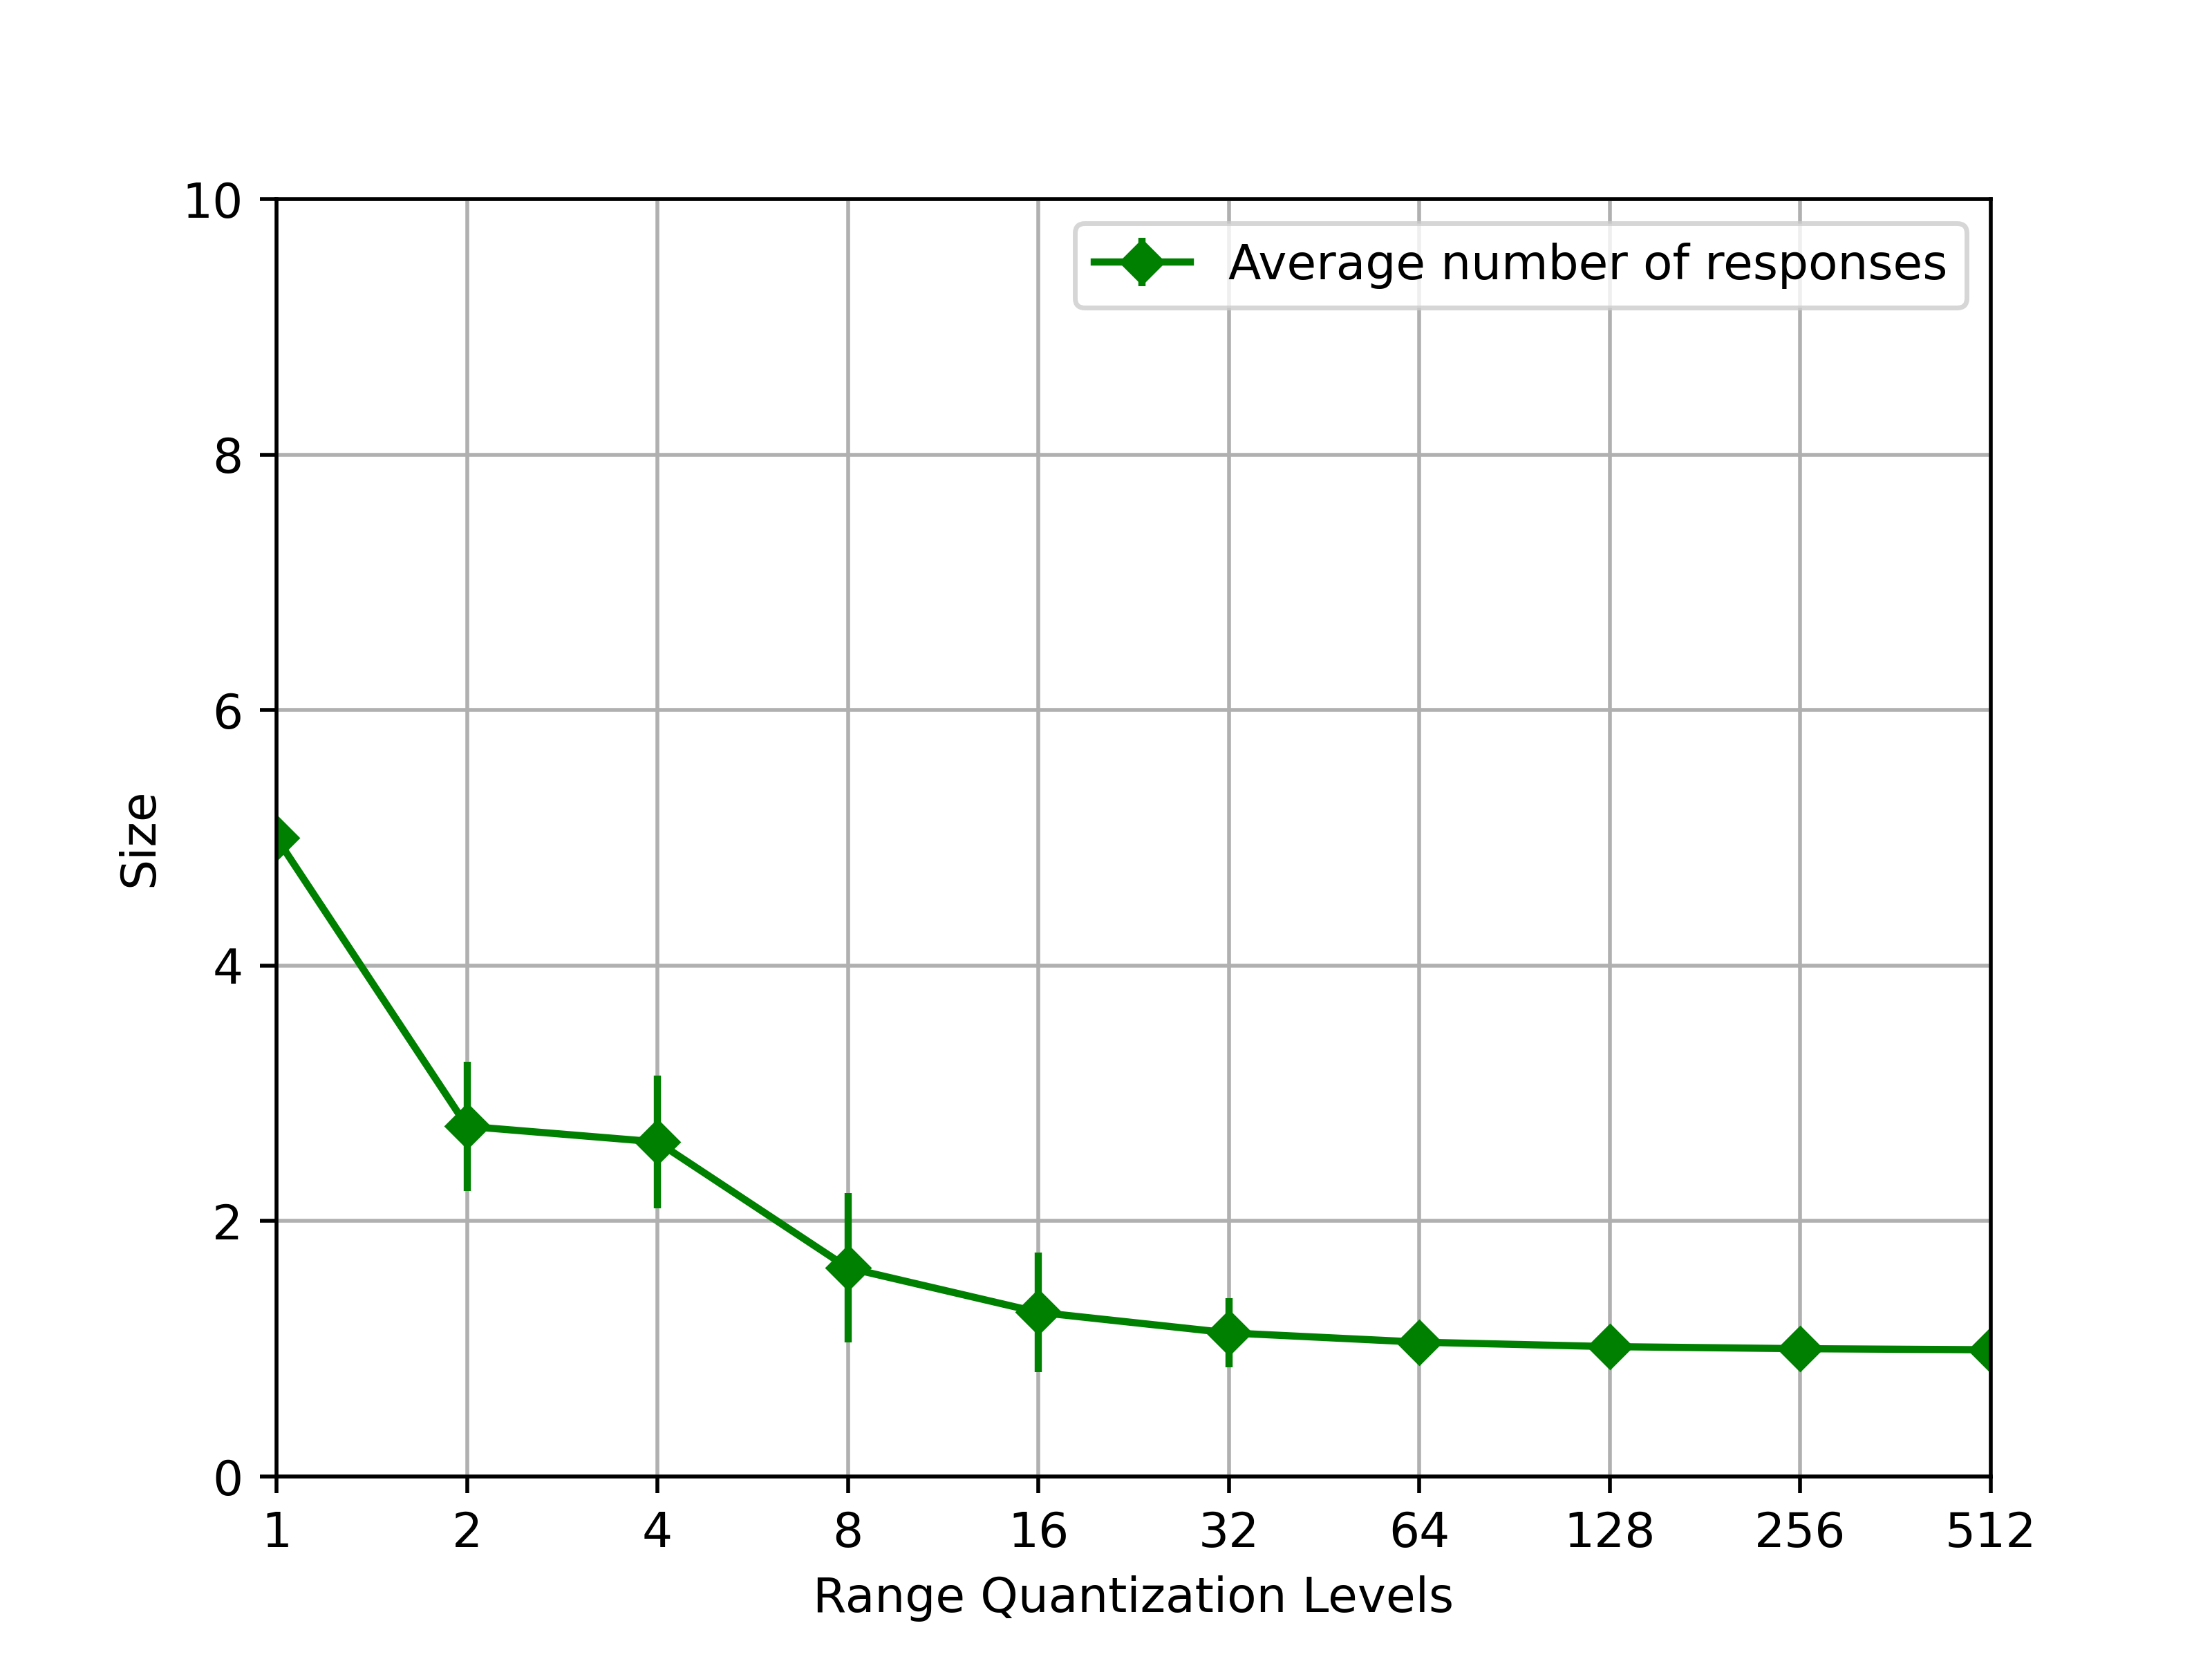 Average number of responses
10
8
6
4
2
0
Size
1 2 4 8 16 32 64 128 256 512
Range Quantization Levels